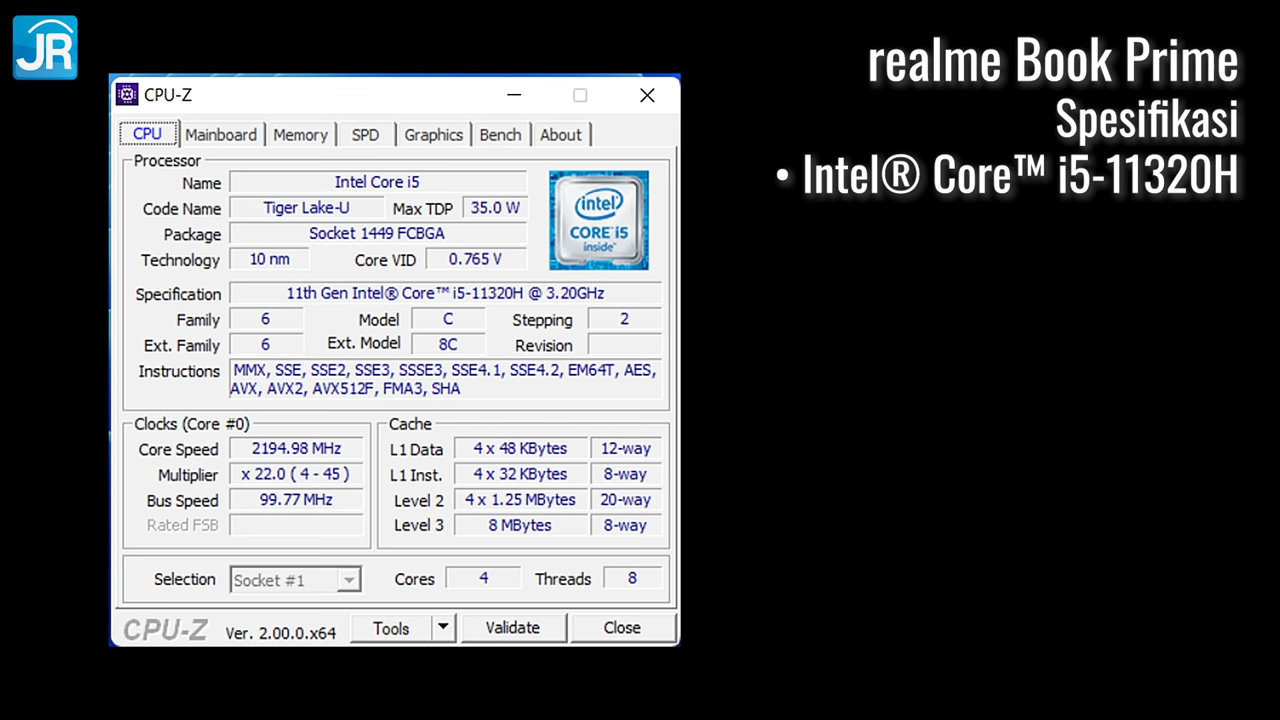 JR
realme Book Prime
Spesifikasi
• Intel® Core™ i5-11320H
CPU-Z
CPU Mainboard Memory SPD Graphics Bench About
Processor
Name Intel Core i5
Code Name Tiger Lake-U Max TDP 35.0 W
Package Socket 1449 FCBGA
Technology 10 nm Core VID 0.765 V
intel®
CORE™ i5
inside™
Specification 11th Gen Intel® Core™ i5-11320H @ 3.20GHz
Family 6 Model C Stepping 2
Ext. Family 6 Ext. Model 8C Revision
Instructions MMX, SSE, SSE2, SSE3, SSSE3, SSE4.1, SSE4.2, EM64T, AES,
AVX, AVX2, AVX512F, FMA3, SHA
Clocks (Core #0) Cache
Core Speed 2194.98 MHz L1 Data 4 x 48 KBytes 12-way
Multiplier x 22.0 ( 4 - 45 ) L1 Inst. 4 x 32 KBytes 8-way
Bus Speed 99.77 MHz Level 2 4 x 1.25 MBytes 20-way
Rated FSB Level 3 8 MBytes 8-way
Selection Socket #1 Cores 4 Threads 8
CPU-Z Ver. 2.00.0.x64 Tools Validate Close